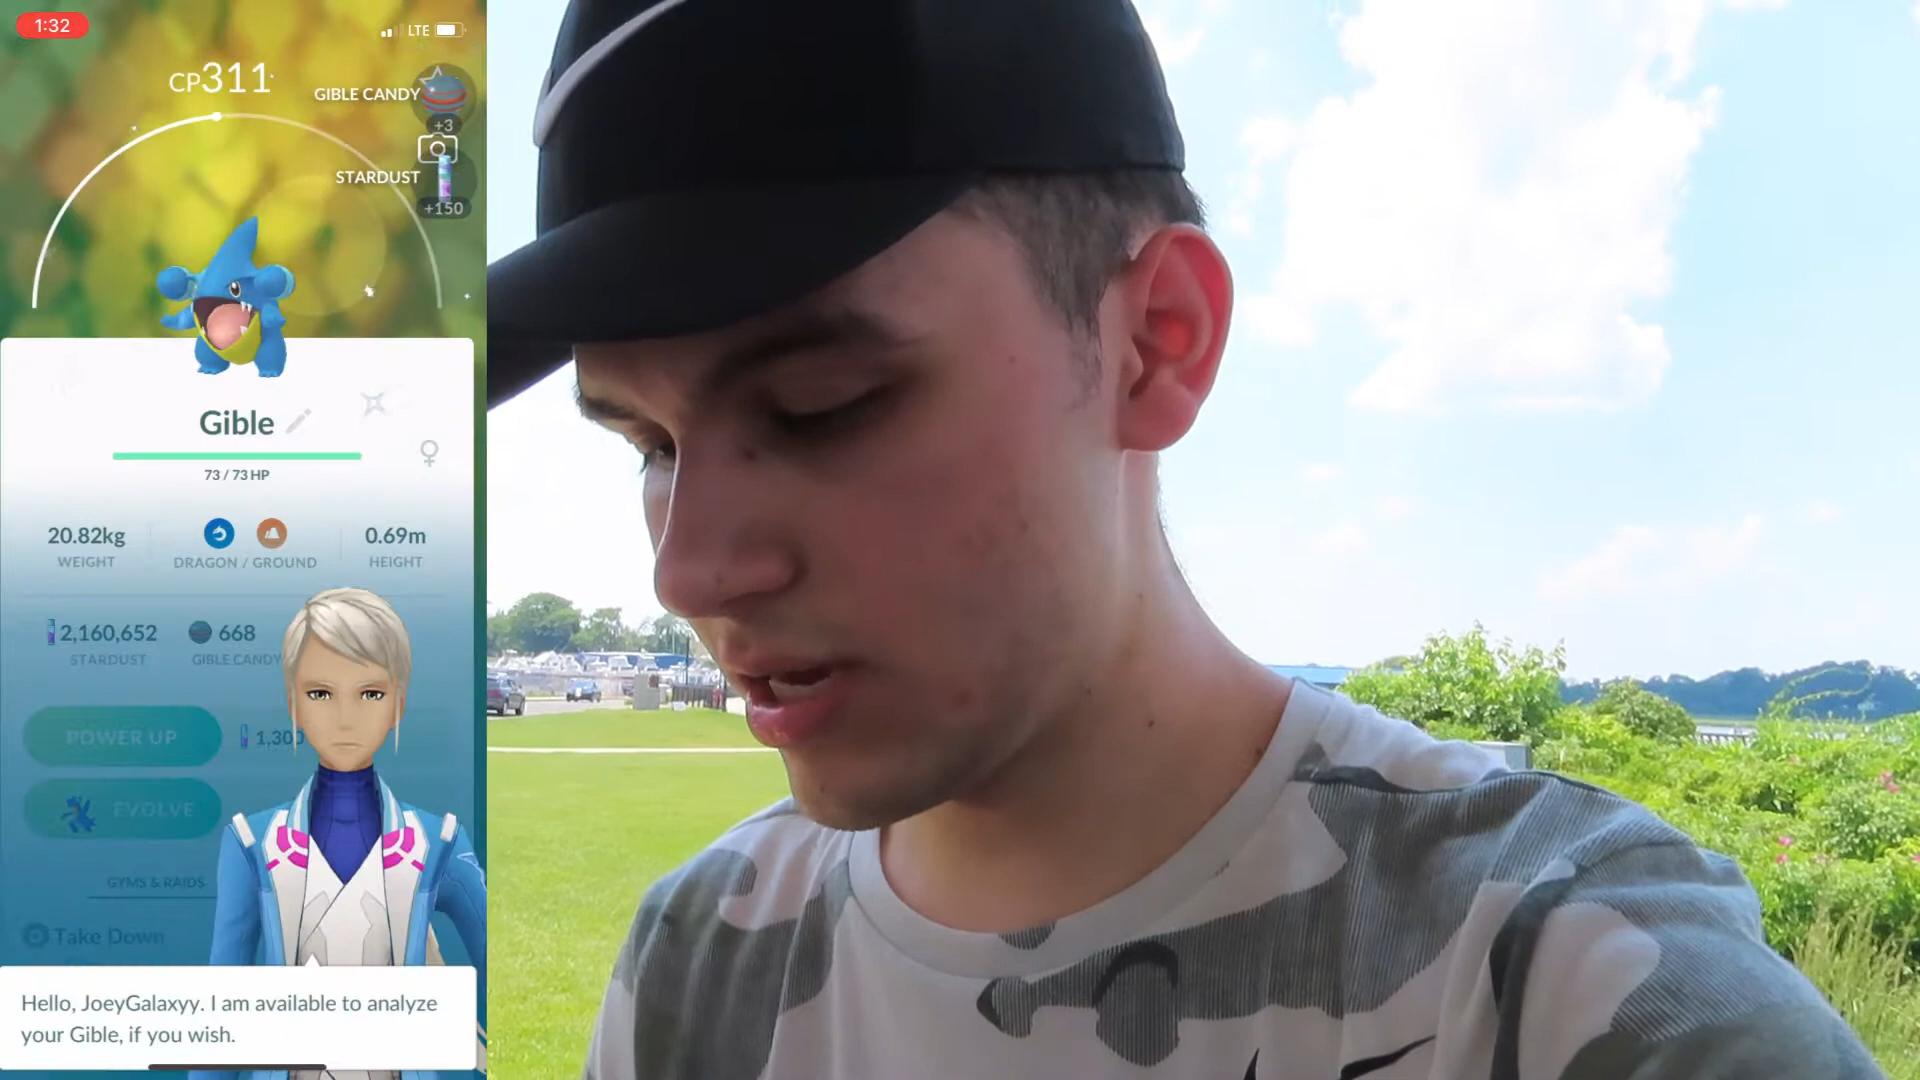 1:32
LTE
CP311
GIBLE CANDY
+3
STARDUST
+150
Gible
73 / 73 HP
20.82kg
WEIGHT
DRAGON / GROUND
0.69m
HEIGHT
2,160,652
STARDUST
668
GIBLE CANDY
POWER UP
1,300
EVOLVE
GYMS & RAIDS
Take Down
Hello, JoeyGalaxyy. I am available to analyze
your Gible, if you wish.